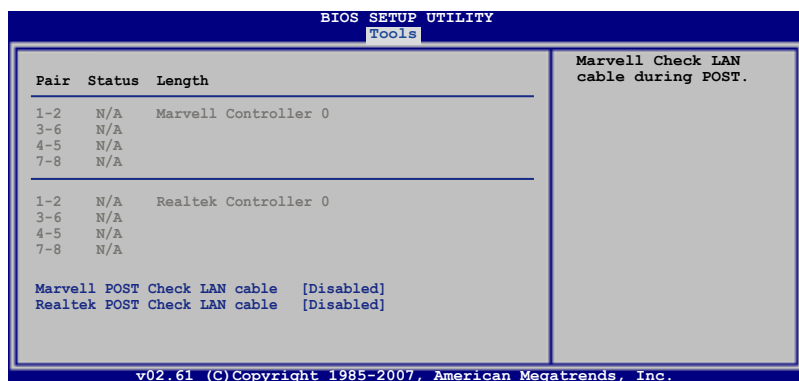 BIOS SETUP UTILITY
Tools
Pair Status Length
1-2 N/A Marvell Controller 0
3-6 N/A
4-5 N/A
7-8 N/A
1-2 N/A Realtek Controller 0
3-6 N/A
4-5 N/A
7-8 N/A
Marvell POST Check LAN cable [Disabled]
Realtek POST Check LAN cable [Disabled]
Marvell Check LAN
cable during POST.
v02.61 (C)Copyright 1985-2007, American Megatrends, Inc.